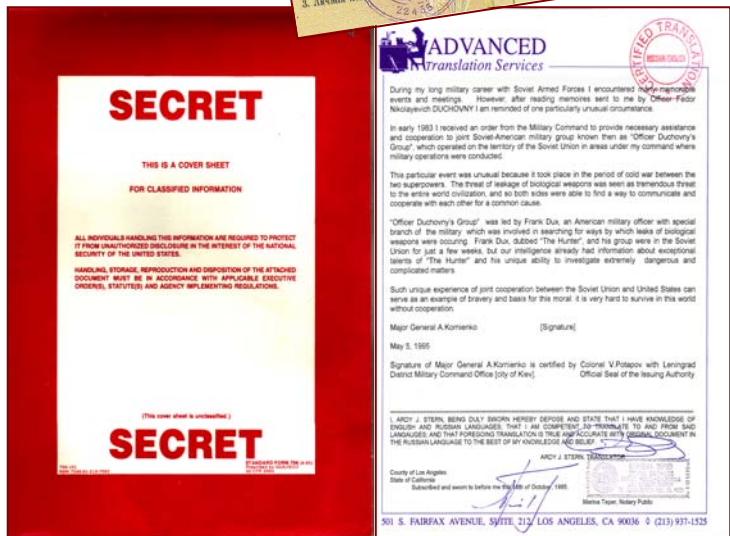 3. Личная
22435
SECRET
THIS IS A COVER SHEET
FOR CLASSIFIED INFORMATION
ALL INDIVIDUALS HANDLING THIS INFORMATION ARE REQUIRED TO PROTECT
IT FROM UNAUTHORIZED DISCLOSURE IN THE INTEREST OF THE NATIONAL
SECURITY OF THE UNITED STATES.
HANDLING, STORAGE, REPRODUCTION AND DISPOSITION OF THE ATTACHED
DOCUMENT MUST BE IN ACCORDANCE WITH APPLICABLE EXECUTIVE
ORDER(S), STATUTE(S) AND AGENCY IMPLEMENTING REGULATIONS.
(This cover sheet is unclassified.)
SECRET
STANDARD FORM
ADVANCED
Translation Services
CERTIFIED TRANSLATION
RUSSIAN-ENGLISH
During my long military career with Soviet Armed Forces I encountered many memorable
events and meetings. However, after reading memoires sent to me by Officer Fedor
Nikolayevich DUCHOVNY I am reminded of one particularly unusual circumstance.
In early 1983 I received an order from the Military Command to provide necessary assistance
and cooperation to joint Soviet-American military group known then as "Officer Duchovny's
Group", which operated on the territory of the Soviet Union in areas under my command where
military operations were conducted.
This particular event was unusual because it took place in the period of cold war between the
two superpowers. The threat of leakage of biological weapons was seen as tremendous threat
to the entire world civilization, and so both sides were able to find a way to communicate and
cooperate with each other for a common cause.
"Officer Duchovny's Group" was led by Frank Dux, an American military officer with special
branch of the military which was involved in searching for ways by which leaks of biological
weapons were occuring. Frank Dux, dubbed "The Hunter", and his group were in the Soviet
Union for just a few weeks, but our intelligence already had information about exceptional
talents of "The Hunter" and his unique ability to investigate extremely dangerous and
complicated matters
Such unique experience of joint cooperation between the Soviet Union and United States can
serve as an example of bravery and basis for this moral: it is very hard to survive in this world
without cooperation.
Major General A.Kornienko [Signature]
May 5, 1995
Signature of Major General A.Kornienko is certified by Colonel V.Potapov with Leningrad
District Military Command Office [city of Kiev]. Official Seal of the Issuing Authority
I, ARDY J. STERN, BEING DULY SWORN HEREBY DEPOSE AND STATE THAT I HAVE KNOWLEDGE OF
ENGLISH AND RUSSIAN LANGUAGES; THAT I AM COMPETENT TO TRANSLATE TO AND FROM SAID
LANGAUGES; AND THAT FORESGOING TRANSLATION IS TRUE AND ACCURATE WITH ORIGINAL DOCUMENT IN
THE RUSSIAN LANGUAGE TO THE BEST OF MY KNOWLEDGE AND BELIEF.
ARDY J. STERN, TRANSLATOR
County of Los Angeles
State of California
Subscribed and sworn to before me this of October, 1995.
Marina Teper, Notary Public
501 S. FAIRFAX AVENUE, SUITE 212, LOS ANGELES, CA 90036 ◊ (213) 937-1525